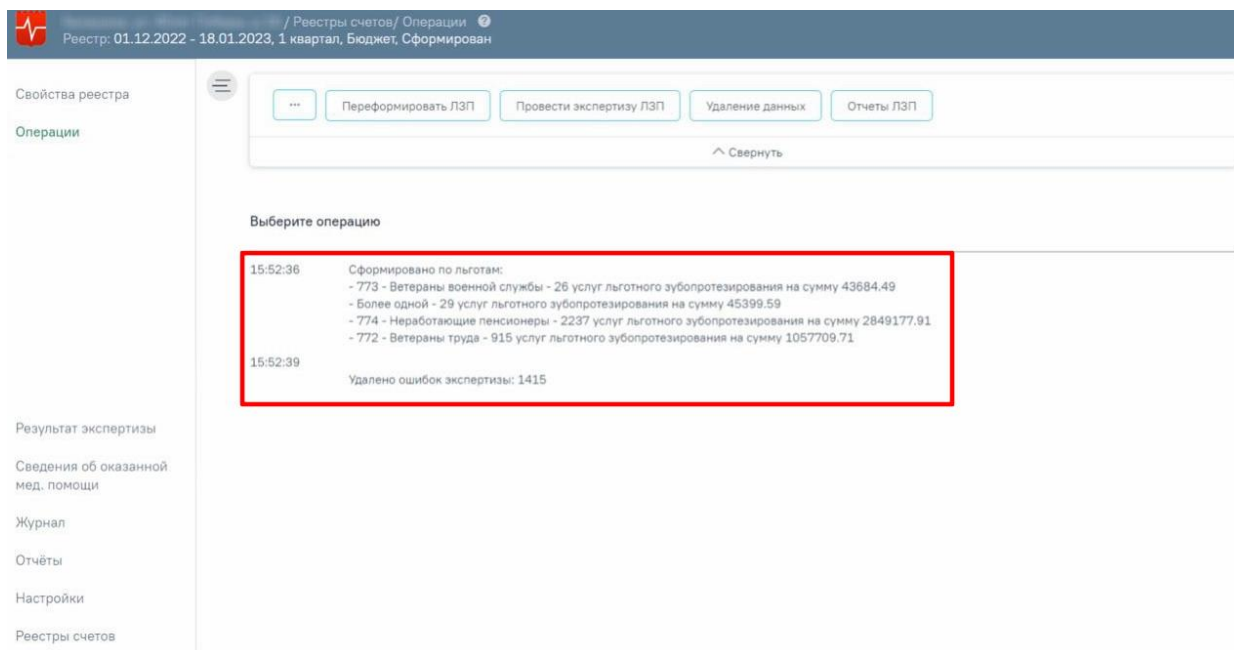 / Реестры счетов/ Операции ?
Реестр: 01.12.2022 - 18.01.2023, 1 квартал, Бюджет, Сформирован
Свойства реестра
Операции
... Переформировать ЛЗП Провести экспертизу ЛЗП Удаление данных Отчеты ЛЗП
Свернуть
Выберите операцию
15:52:36 Сформировано по льготам:
- 773 - Ветераны военной службы - 26 услуг льготного зубопротезирования на сумму 43684.49
- Более одной - 29 услуг льготного зубопротезирования на сумму 45399.59
- 774 - Неработающие пенсионеры - 2237 услуг льготного зубопротезирования на сумму 2849177.91
- 772 - Ветераны труда - 915 услуг льготного зубопротезирования на сумму 1057709.71
15:52:39
Удалено ошибок экспертизы: 1415
Результат экспертизы
Сведения об оказанной
мед. помощи
Журнал
Отчёты
Настройки
Реестры счетов